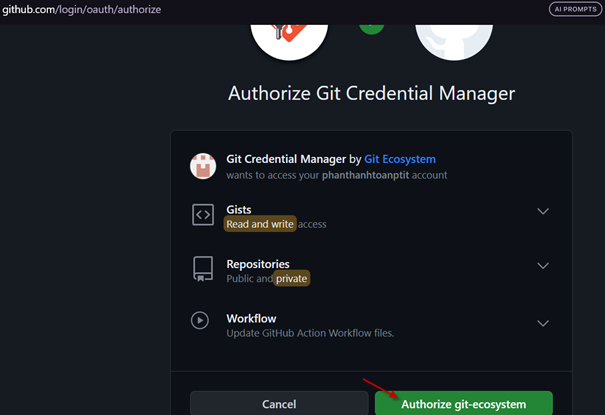 github.com/login/oauth/authorize
AI PROMPTS
Authorize Git Credential Manager
Git Credential Manager by Git Ecosystem
wants to access your phanthanhtoanptit account
Gists
Read and write access
Repositories
Public and private
Workflow
Update GitHub Action Workflow files.
Cancel
Authorize git-ecosystem